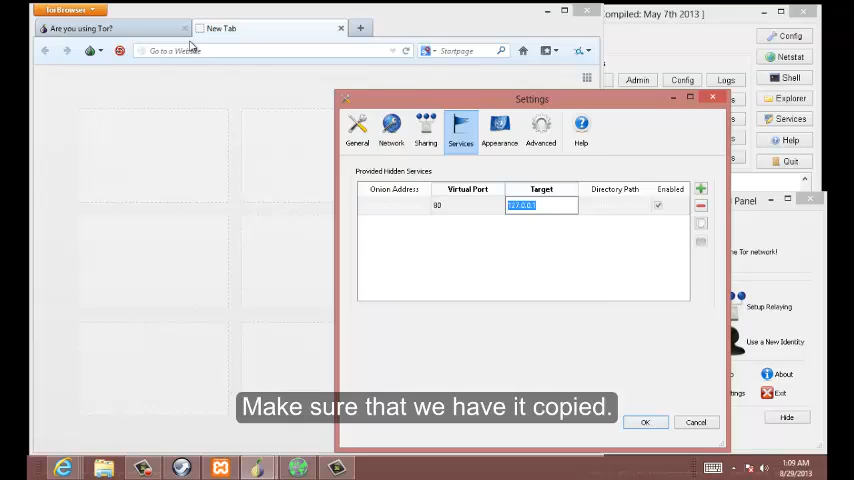 TorBrowser
Compiled: May 7th 2013 ]
Are you using Tor?
New Tab
Config
Go to a Website
Startpage
Netstat
Admin
Config
Logs
Shell
Settings
Explorer
Services
Help
Quit
General
Network
Sharing
Services
Appearance
Advanced
Help
Provided Hidden Services
Onion Address
Virtual Port
Target
Directory Path
Enabled
80
127.0.0.1
Panel
Tor network!
Setup Relaying
Use a New Identity
About
Exit
Hide
OK
Cancel
Make sure that we have it copied.
1:09 AM
8/29/2013